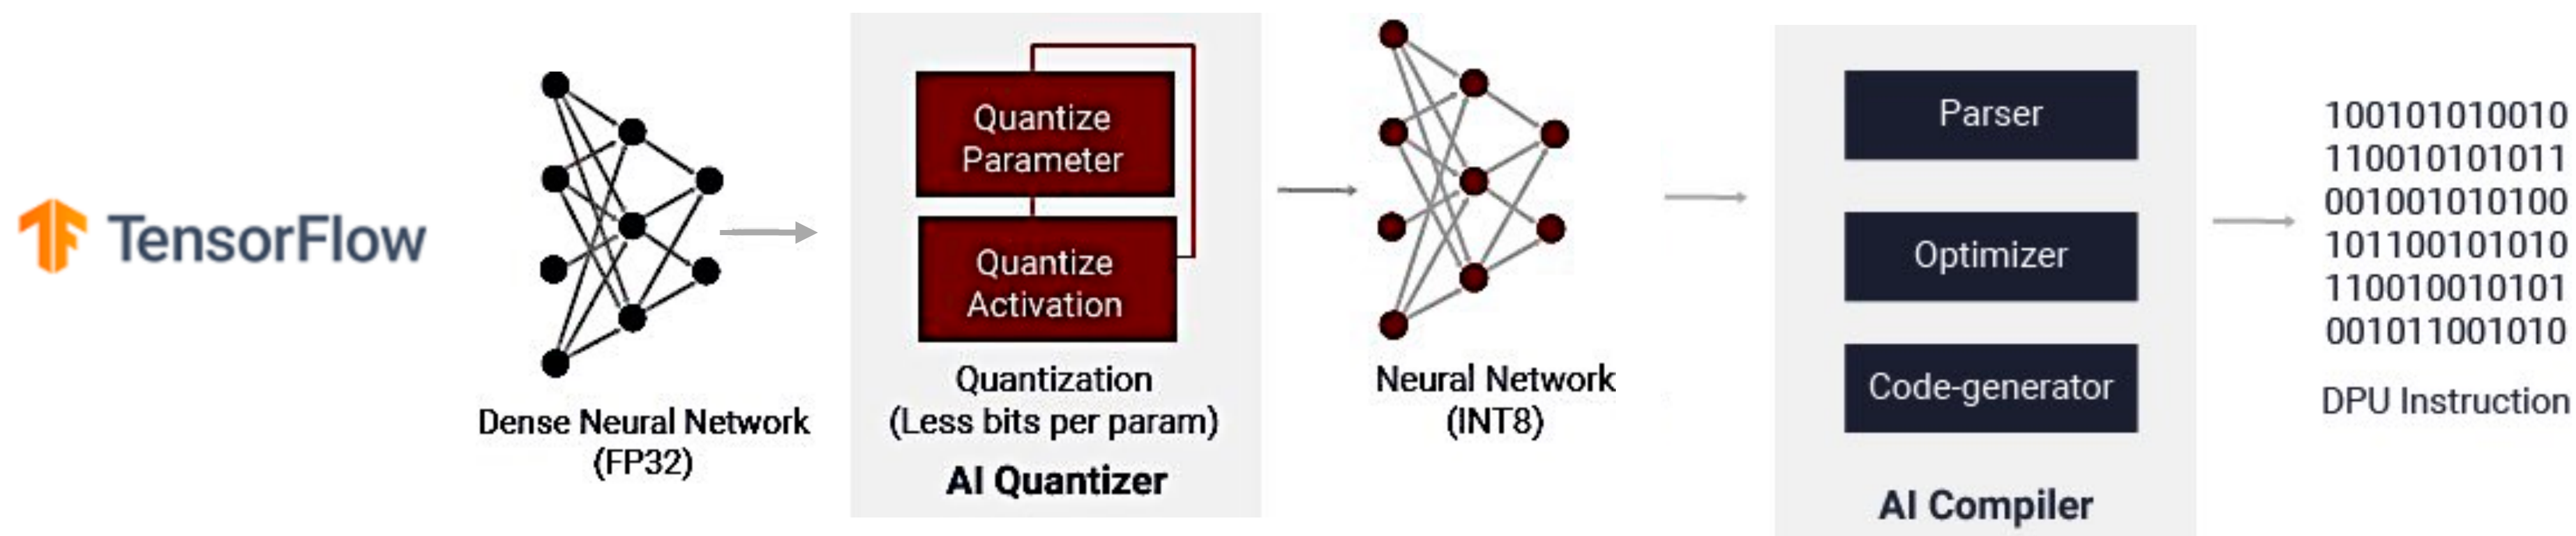 TensorFlow
Dense Neural Network
(FP32)
Quantize
Parameter
Quantize
Activation
Quantization
(Less bits per param)
AI Quantizer
Neural Network
(INT8)
Parser
Optimizer
Code-generator
AI Compiler
100101010010
110010101011
001001010100
101100101010
110010010101
001011001010
DPU Instruction